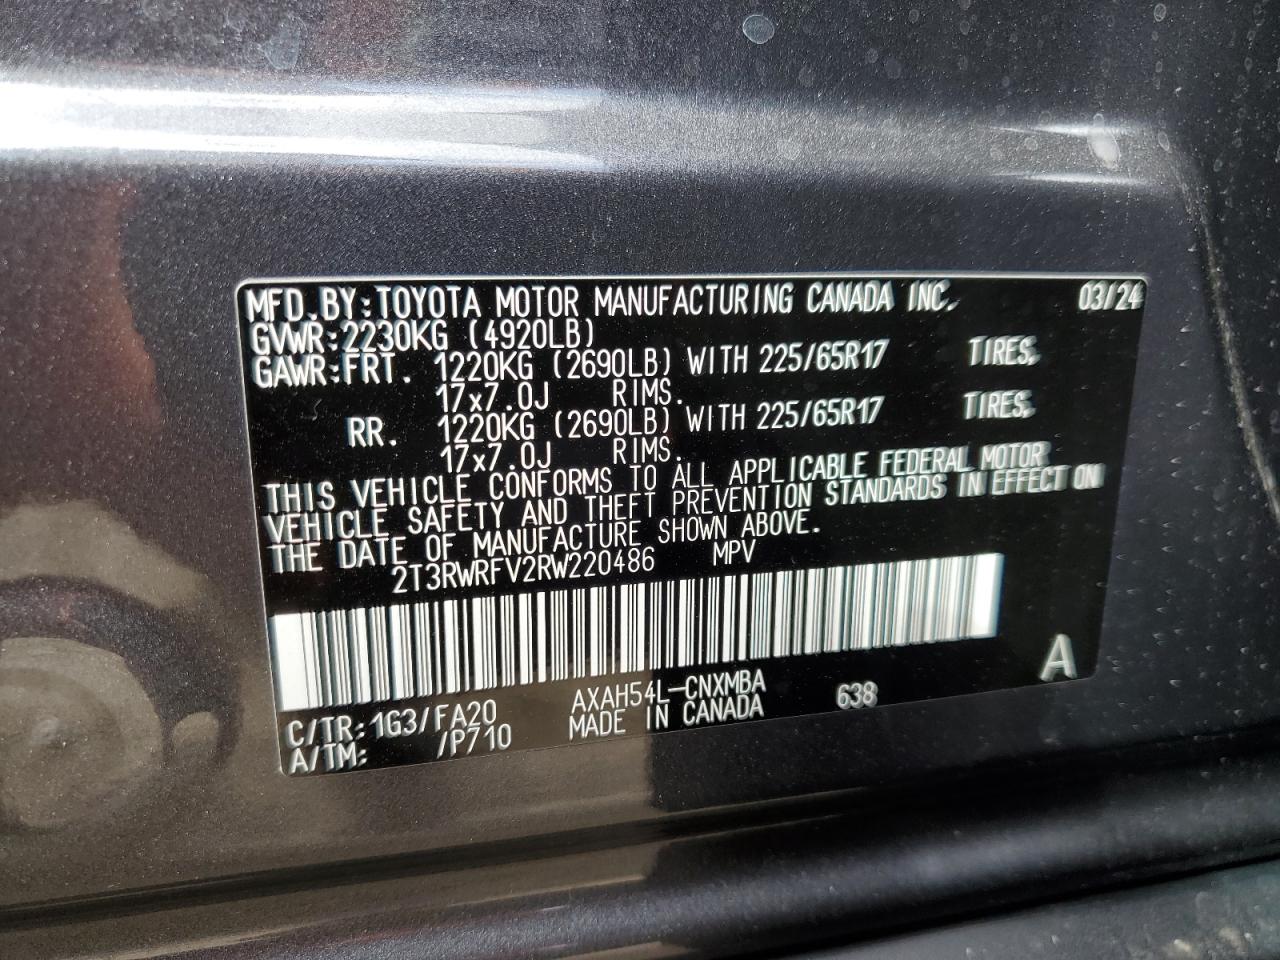 MFD.BY:TOYOTA MOTOR MANUFACTURING CANADA INC. 03/24
GVWR:2230KG (4920LB)
GAWR:FRT. 1220KG (2690LB) WITH 225/65R17 TIRES,
17x7.0J RIMS.
RR. 1220KG (2690LB) WITH 225/65R17 TIRES,
17x7.0J RIMS.
THIS VEHICLE CONFORMS TO ALL APPLICABLE FEDERAL MOTOR
VEHICLE SAFETY AND THEFT PREVENTION STANDARDS IN EFFECT ON
THE DATE OF MANUFACTURE SHOWN ABOVE.
2T3RWRFV2RW220486 MPV
A
C/TR:1G3/FA20 AXAH54L-CNXMBA 638
A/TM: /P710 MADE IN CANADA